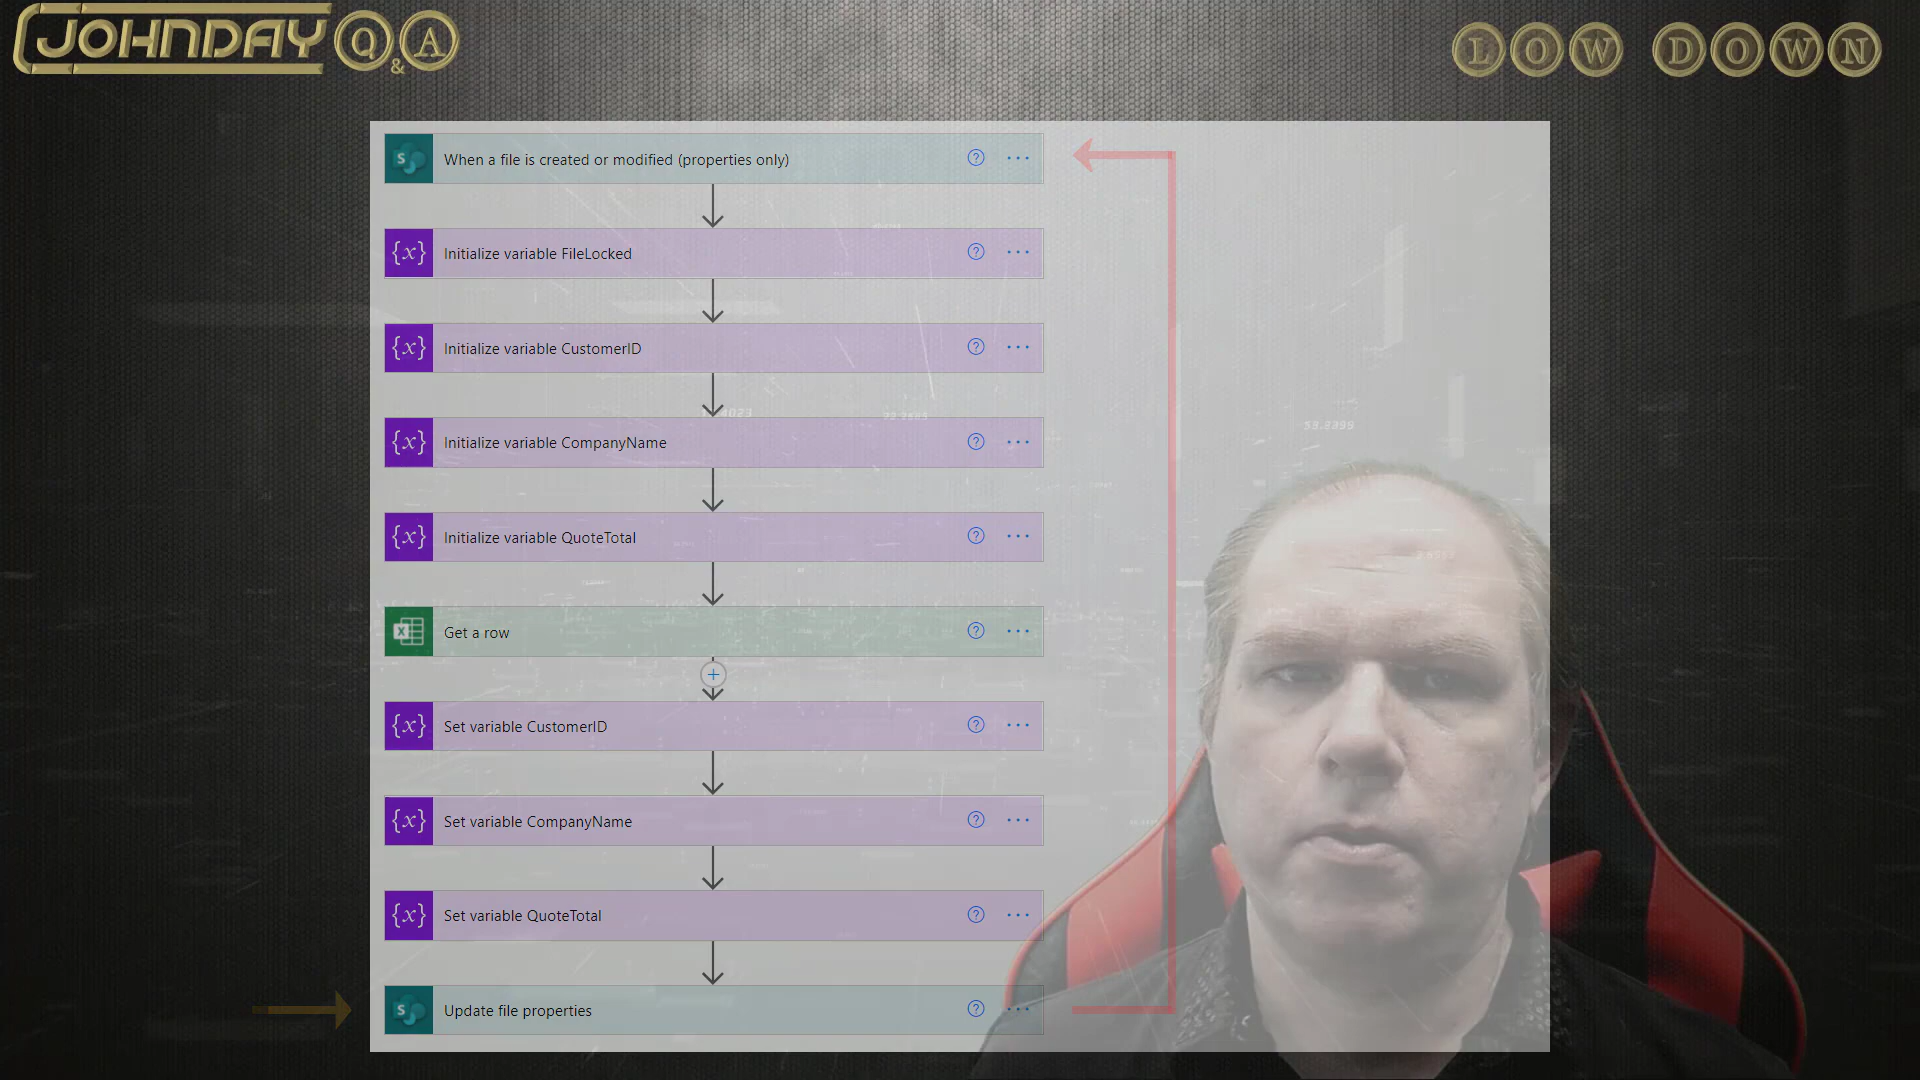 JOHNDAY Q & A
LOW DOWN
When a file is created or modified (properties only)
Initialize variable FileLocked
Initialize variable CustomerID
Initialize variable CompanyName
Initialize variable QuoteTotal
Get a row
Set variable CustomerID
Set variable CompanyName
Set variable QuoteTotal
Update file properties